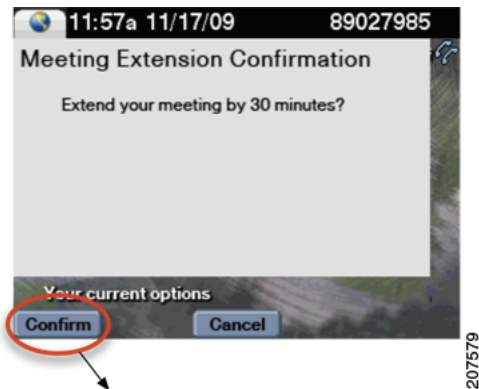 11:57a 11/17/09 89027985
Meeting Extension Confirmation
Extend your meeting by 30 minutes?
Your current options
Confirm Cancel
207579